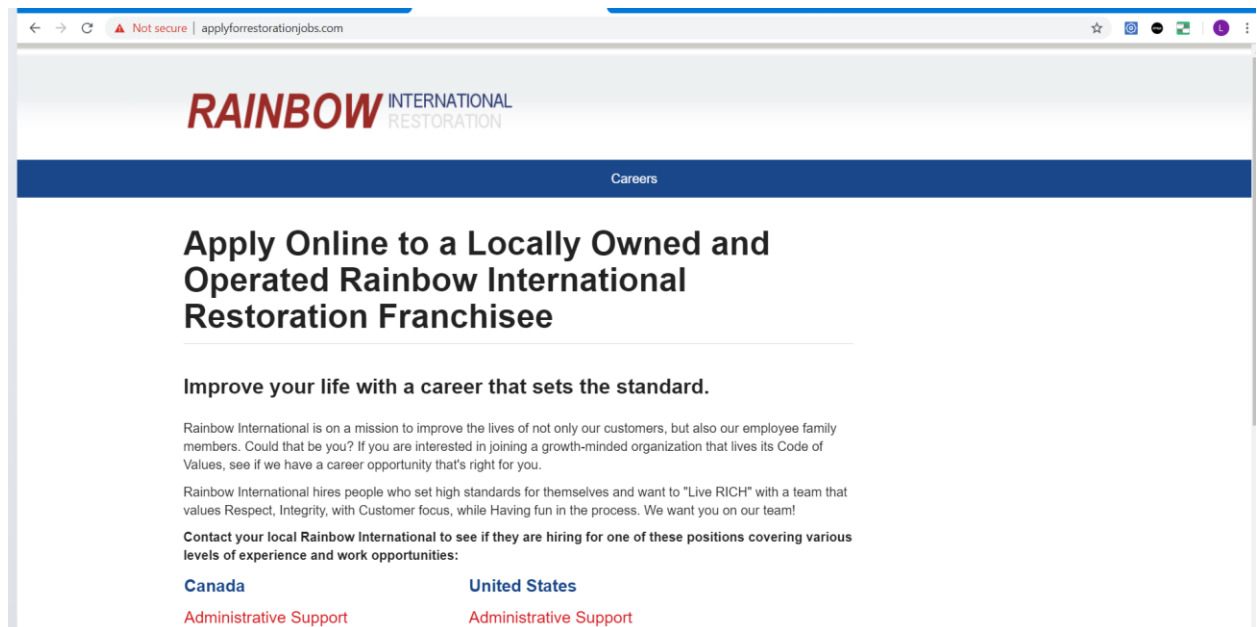 Not secure | applyforrestorationjobs.com
L
RAINBOW INTERNATIONAL
RESTORATION
Careers
Apply Online to a Locally Owned and
Operated Rainbow International
Restoration Franchisee
Improve your life with a career that sets the standard.
Rainbow International is on a mission to improve the lives of not only our customers, but also our employee family
members. Could that be you? If you are interested in joining a growth-minded organization that lives its Code of
Values, see if we have a career opportunity that's right for you.
Rainbow International hires people who set high standards for themselves and want to "Live RICH" with a team that
values Respect, Integrity, with Customer focus, while Having fun in the process. We want you on our team!
Contact your local Rainbow International to see if they are hiring for one of these positions covering various
levels of experience and work opportunities:
Canada United States
Administrative Support Administrative Support